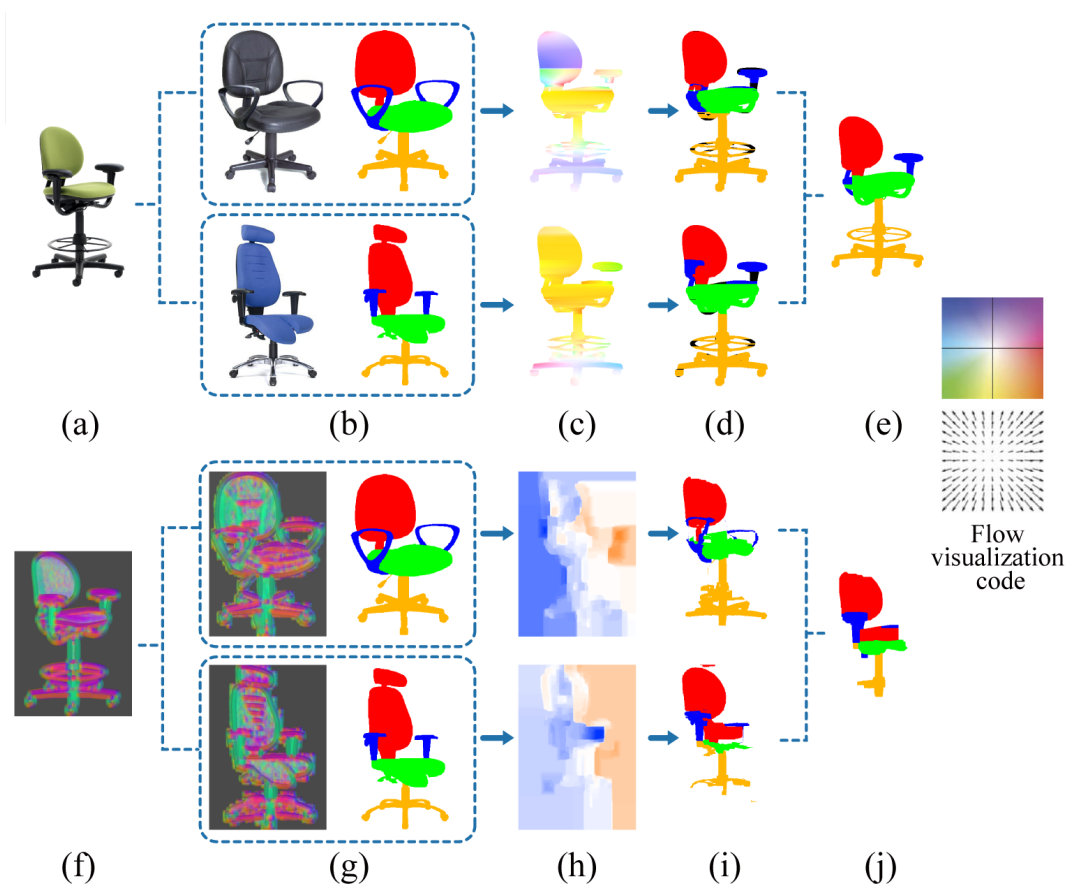 (a) (b) (c) (d) (e)
Flow
visualization
code
(f) (g) (h) (i) (j)